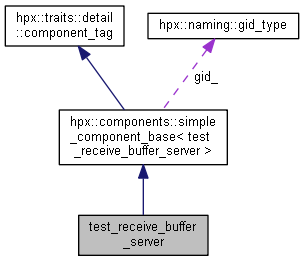 hpx::traits::detail
::component_tag
hpx::naming::gid_type
gid_
hpx::components::simple
_component_base< test
_receive_buffer_server >
test_receive_buffer
_server